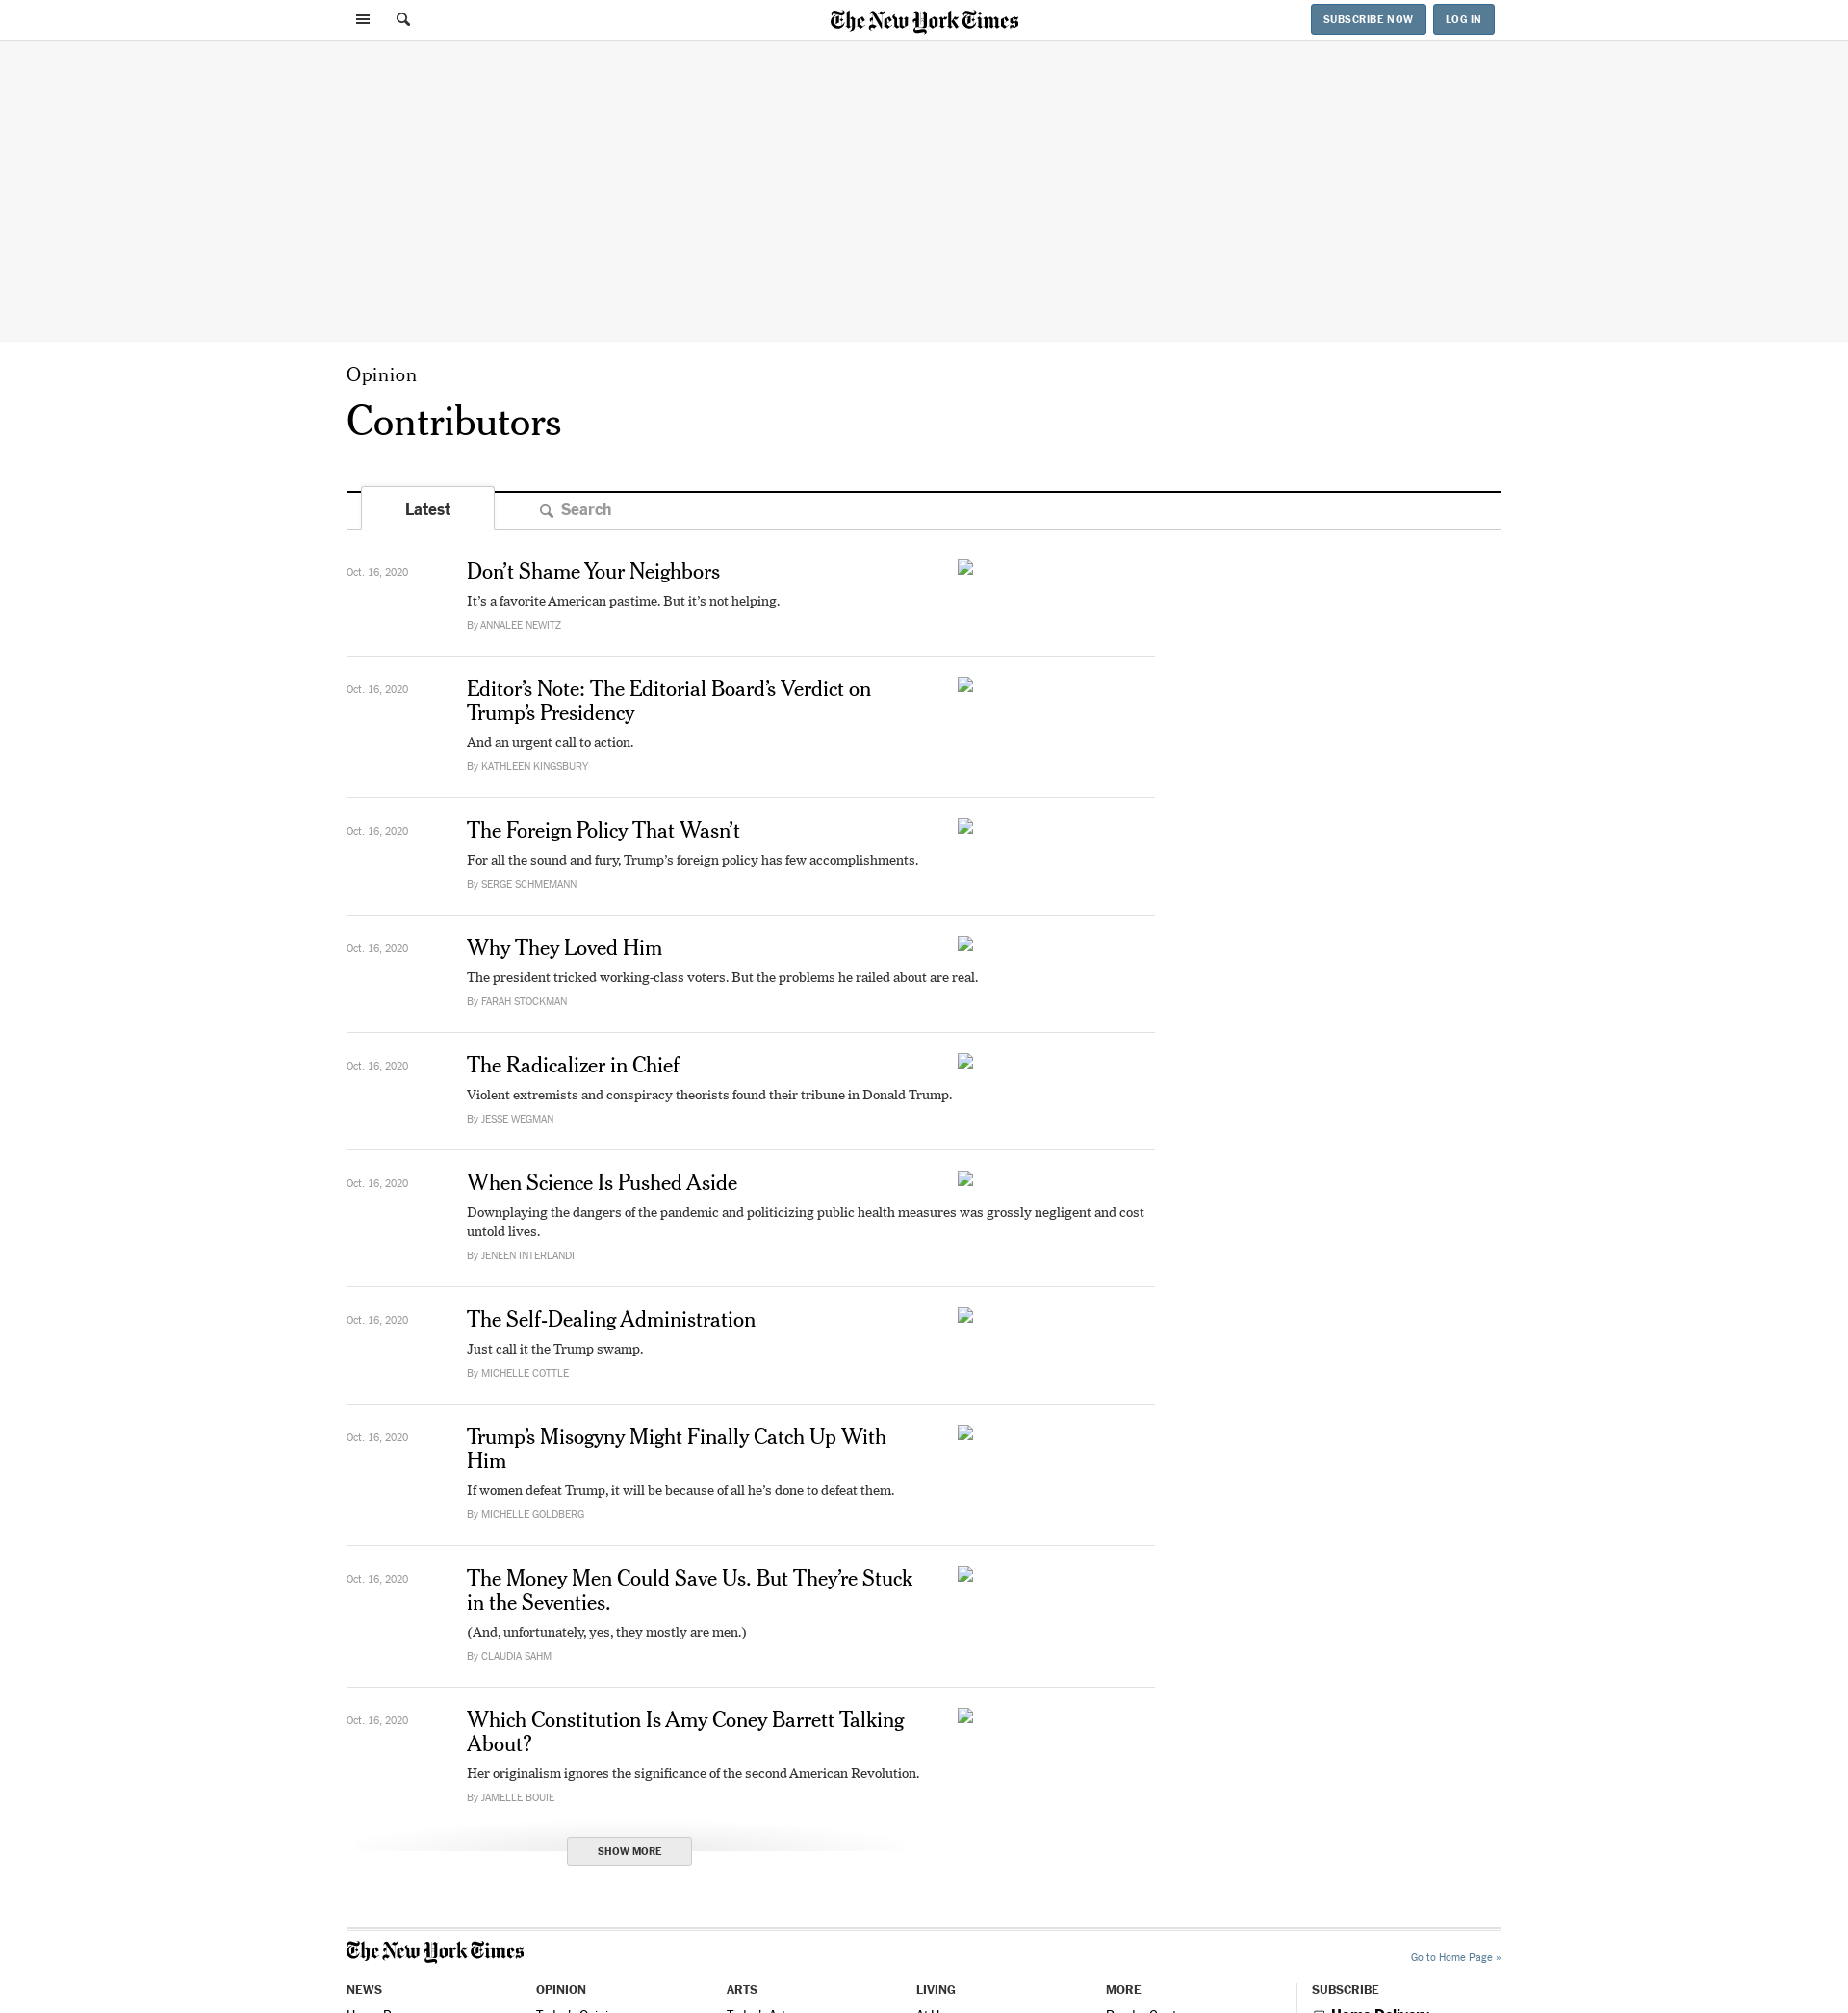 The New York Times
SUBSCRIBE NOW
LOG IN
Opinion
Contributors
Latest
Search
Oct. 16, 2020
Don’t Shame Your Neighbors
It’s a favorite American pastime. But it’s not helping.
By ANNALEE NEWITZ
Oct. 16, 2020
Editor’s Note: The Editorial Board’s Verdict on
Trump’s Presidency
And an urgent call to action.
By KATHLEEN KINGSBURY
Oct. 16, 2020
The Foreign Policy That Wasn’t
For all the sound and fury, Trump’s foreign policy has few accomplishments.
By SERGE SCHMEMANN
Oct. 16, 2020
Why They Loved Him
The president tricked working-class voters. But the problems he railed about are real.
By FARAH STOCKMAN
Oct. 16, 2020
The Radicalizer in Chief
Violent extremists and conspiracy theorists found their tribune in Donald Trump.
By JESSE WEGMAN
Oct. 16, 2020
When Science Is Pushed Aside
Downplaying the dangers of the pandemic and politicizing public health measures was grossly negligent and cost
untold lives.
By JENEEN INTERLANDI
Oct. 16, 2020
The Self-Dealing Administration
Just call it the Trump swamp.
By MICHELLE COTTLE
Oct. 16, 2020
Trump’s Misogyny Might Finally Catch Up With
Him
If women defeat Trump, it will be because of all he’s done to defeat them.
By MICHELLE GOLDBERG
Oct. 16, 2020
The Money Men Could Save Us. But They’re Stuck
in the Seventies.
(And, unfortunately, yes, they mostly are men.)
By CLAUDIA SAHM
Oct. 16, 2020
Which Constitution Is Amy Coney Barrett Talking
About?
Her originalism ignores the significance of the second American Revolution.
By JAMELLE BOUIE
SHOW MORE
The New York Times
Go to Home Page »
NEWS
OPINION
ARTS
LIVING
MORE
SUBSCRIBE
Home Delivery